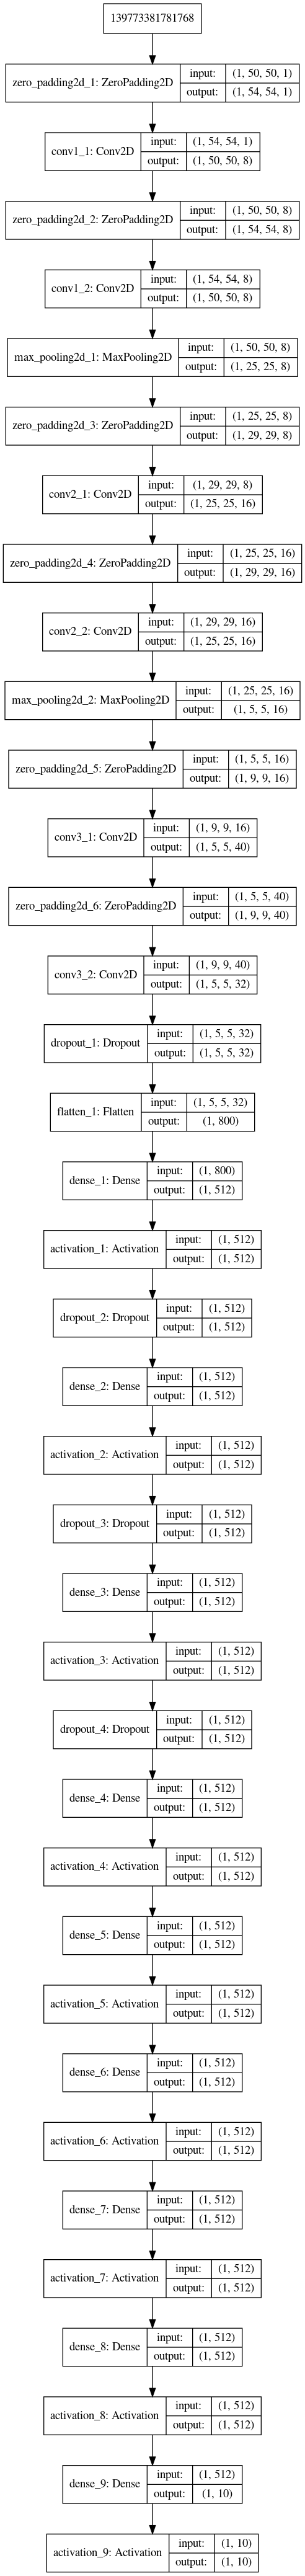 139773381781768
zero_padding2d_1: ZeroPadding2D input: (1, 50, 50, 1)
output: (1, 54, 54, 1)
conv1_1: Conv2D input: (1, 54, 54, 1)
output: (1, 50, 50, 8)
zero_padding2d_2: ZeroPadding2D input: (1, 50, 50, 8)
output: (1, 54, 54, 8)
conv1_2: Conv2D input: (1, 54, 54, 8)
output: (1, 50, 50, 8)
max_pooling2d_1: MaxPooling2D input: (1, 50, 50, 8)
output: (1, 25, 25, 8)
zero_padding2d_3: ZeroPadding2D input: (1, 25, 25, 8)
output: (1, 29, 29, 8)
conv2_1: Conv2D input: (1, 29, 29, 8)
output: (1, 25, 25, 16)
zero_padding2d_4: ZeroPadding2D input: (1, 25, 25, 16)
output: (1, 29, 29, 16)
conv2_2: Conv2D input: (1, 29, 29, 16)
output: (1, 25, 25, 16)
max_pooling2d_2: MaxPooling2D input: (1, 25, 25, 16)
output: (1, 5, 5, 16)
zero_padding2d_5: ZeroPadding2D input: (1, 5, 5, 16)
output: (1, 9, 9, 16)
conv3_1: Conv2D input: (1, 9, 9, 16)
output: (1, 5, 5, 40)
zero_padding2d_6: ZeroPadding2D input: (1, 5, 5, 40)
output: (1, 9, 9, 40)
conv3_2: Conv2D input: (1, 9, 9, 40)
output: (1, 5, 5, 32)
dropout_1: Dropout input: (1, 5, 5, 32)
output: (1, 5, 5, 32)
flatten_1: Flatten input: (1, 5, 5, 32)
output: (1, 800)
dense_1: Dense input: (1, 800)
output: (1, 512)
activation_1: Activation input: (1, 512)
output: (1, 512)
dropout_2: Dropout input: (1, 512)
output: (1, 512)
dense_2: Dense input: (1, 512)
output: (1, 512)
activation_2: Activation input: (1, 512)
output: (1, 512)
dropout_3: Dropout input: (1, 512)
output: (1, 512)
dense_3: Dense input: (1, 512)
output: (1, 512)
activation_3: Activation input: (1, 512)
output: (1, 512)
dropout_4: Dropout input: (1, 512)
output: (1, 512)
dense_4: Dense input: (1, 512)
output: (1, 512)
activation_4: Activation input: (1, 512)
output: (1, 512)
dense_5: Dense input: (1, 512)
output: (1, 512)
activation_5: Activation input: (1, 512)
output: (1, 512)
dense_6: Dense input: (1, 512)
output: (1, 512)
activation_6: Activation input: (1, 512)
output: (1, 512)
dense_7: Dense input: (1, 512)
output: (1, 512)
activation_7: Activation input: (1, 512)
output: (1, 512)
dense_8: Dense input: (1, 512)
output: (1, 512)
activation_8: Activation input: (1, 512)
output: (1, 512)
dense_9: Dense input: (1, 512)
output: (1, 10)
activation_9: Activation input: (1, 10)
output: (1, 10)